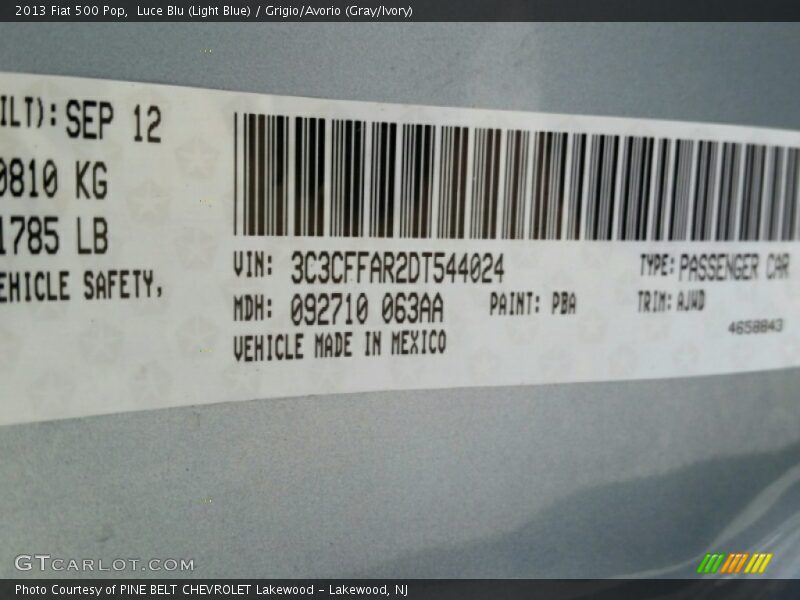 2013 Fiat 500 Pop,  Luce Blu (Light Blue) / Grigio/Avorio (Gray/Ivory)
ILT): SEP 12
0810 KG
1785 LB
EHICLE SAFETY,
VIN: 3C3CFFAR2DT544024
TYPE: PASSENGER CAR
MDH: 092710 063AA
PAINT: PBA
TRIM: AJWD
4658843
VEHICLE MADE IN MEXICO
GTCARLOT.COM
Photo Courtesy of PINE BELT CHEVROLET Lakewood - Lakewood, NJ